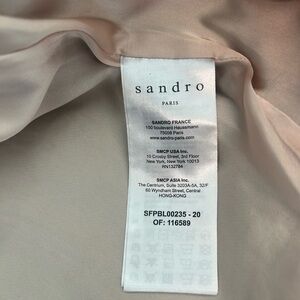 sandro
PARIS
SANDRO FRANCE
150 boulevard Haussmann
75008 Paris
www.sandro-paris.com
SMCP USA Inc.
10 Crosby Street, 3rd Floor
New York, New York 10013
RN132784
SMCP ASIA Inc.
The Centrium, Suite 3203A-5A, 32/F
60 Wyndham Street, Central
HONG-KONG
SFPBL00235 - 20
OF: 116589